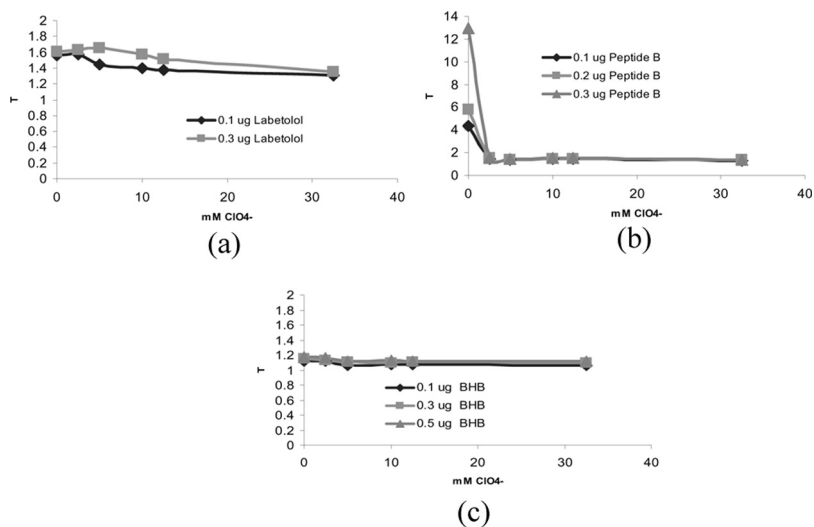 2
1.8
1.6
1.4
1.2
1
0.8
0.6
0.4
0.2
0
T
0.1 ug Labetolol
0.3 ug Labetolol
0 10 20 30 40
mM ClO4-
(a)
14
12
10
8
6
4
2
0
T
0.1 ug Peptide B
0.2 ug Peptide B
0.3 ug Peptide B
0 10 20 30 40
mM ClO4-
(b)
2
1.8
1.6
1.4
1.2
1
0.8
0.6
0.4
0.2
0
T
0.1 ug BHB
0.3 ug BHB
0.5 ug BHB
0 10 20 30 40
mM ClO4-
(c)